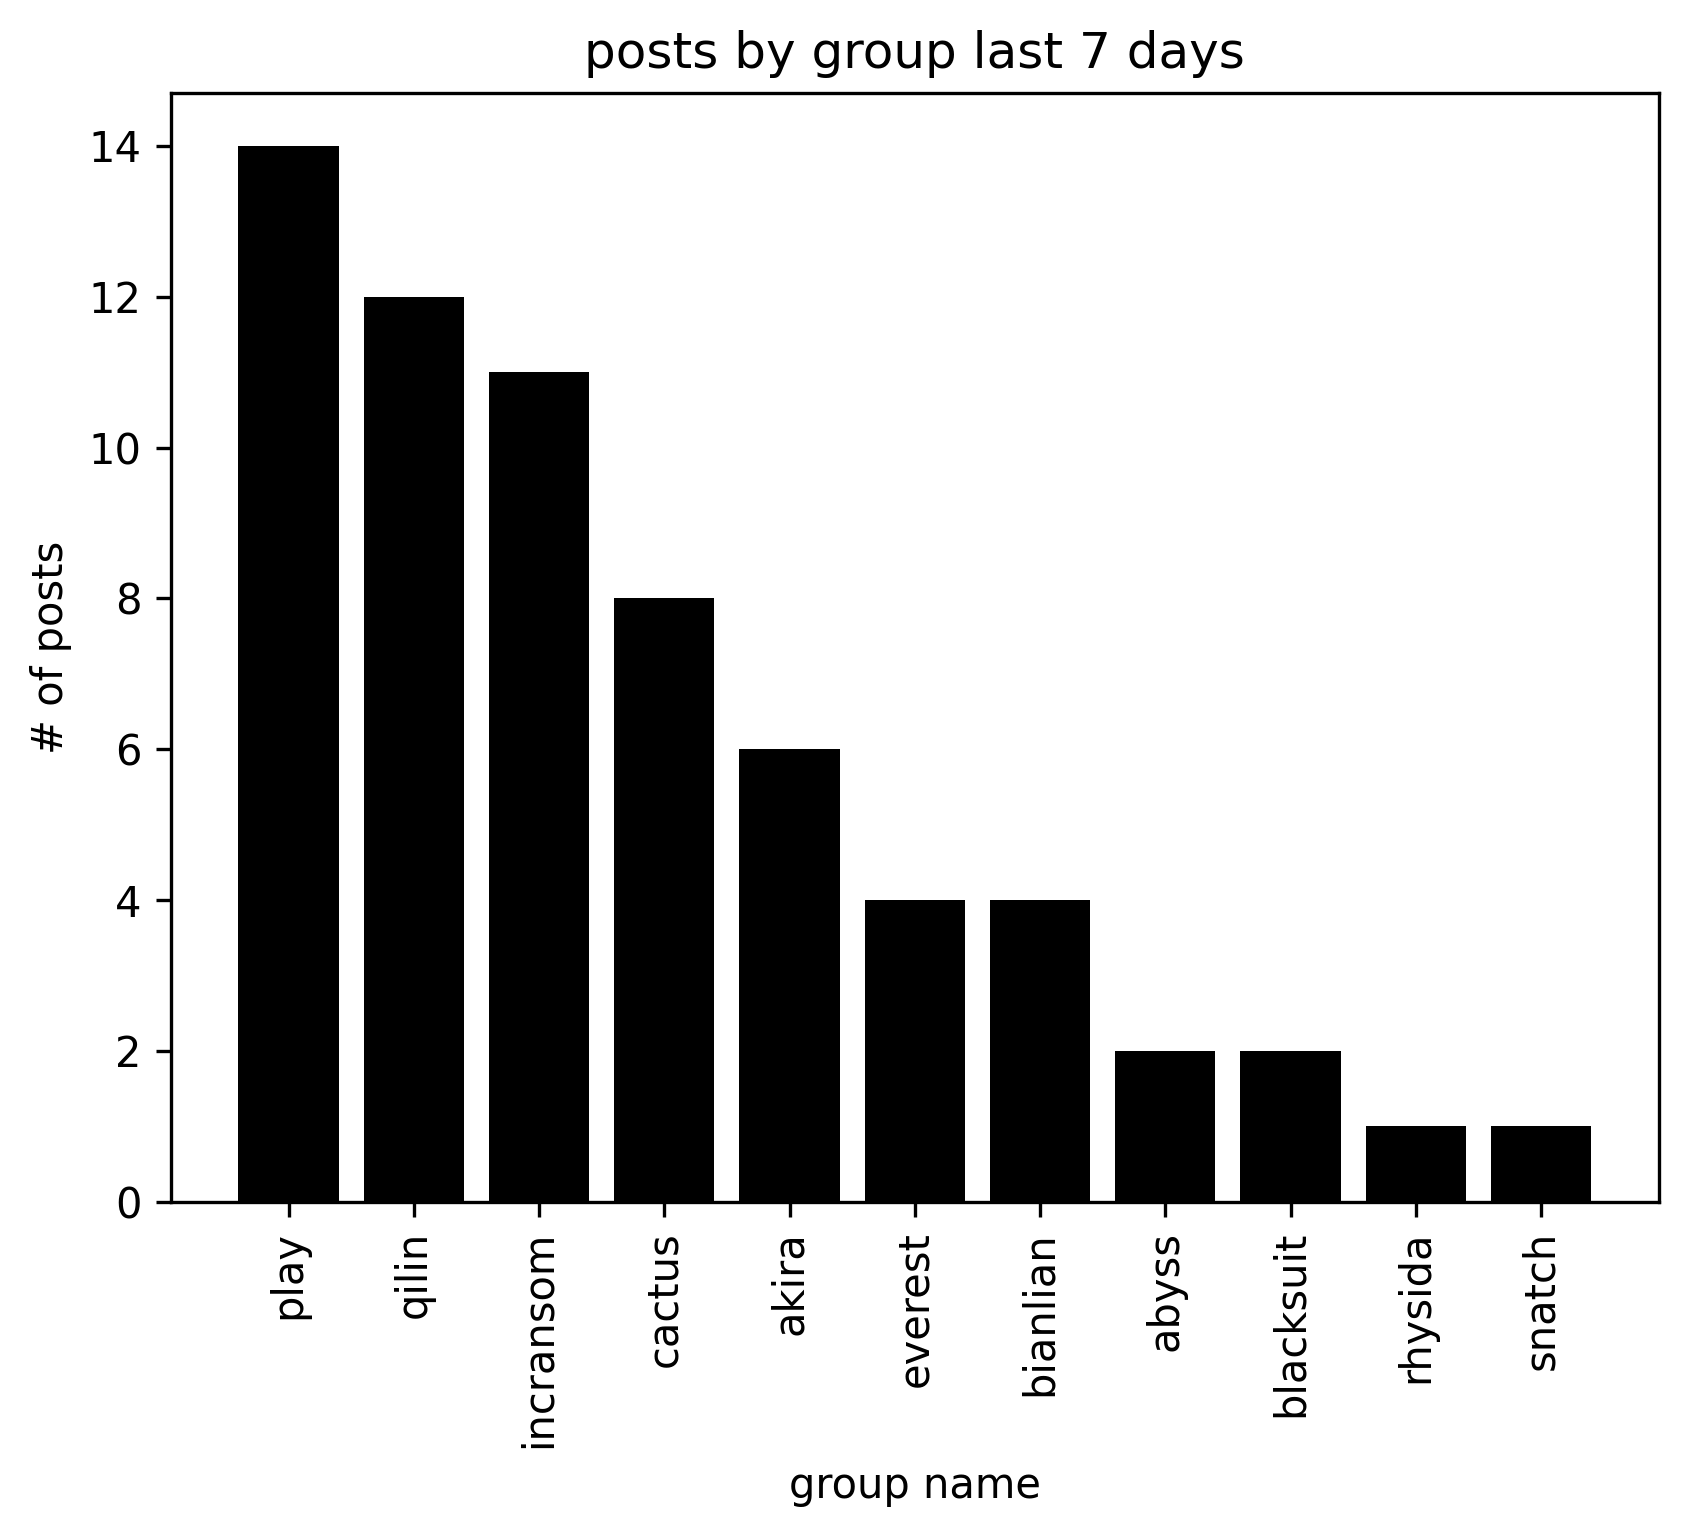 posts by group last 7 days
14
12
10
8
6
4
2
0
# of posts
play
qilin
incransom
cactus
akira
everest
bianlian
abyss
blacksuit
rhysida
snatch
group name